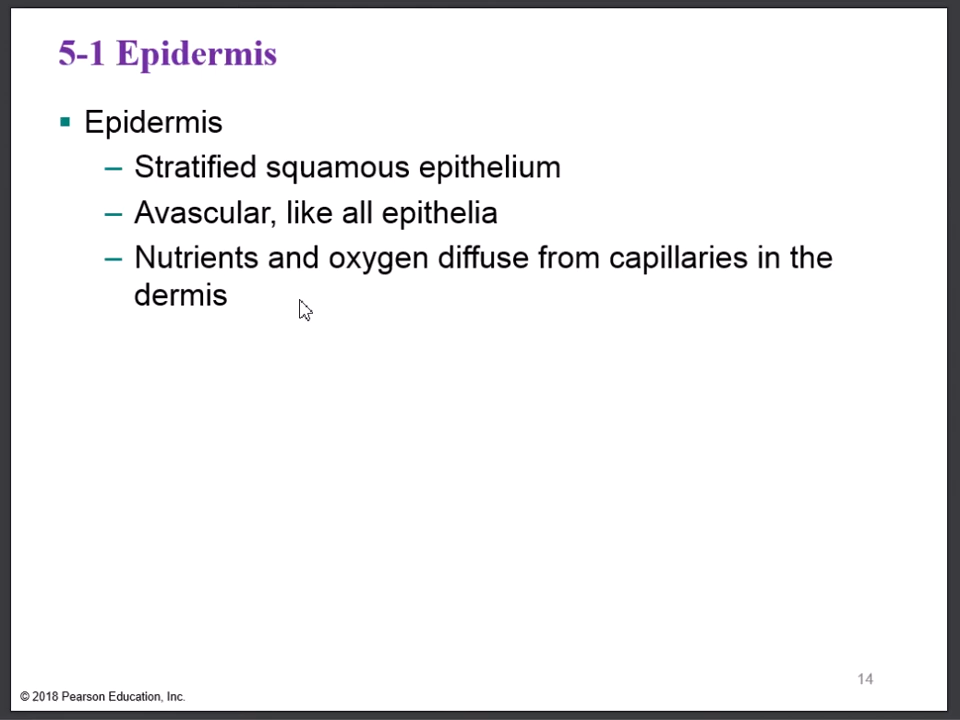 5-1 Epidermis
▪ Epidermis
– Stratified squamous epithelium
– Avascular, like all epithelia
– Nutrients and oxygen diffuse from capillaries in the
dermis
14
© 2018 Pearson Education, Inc.